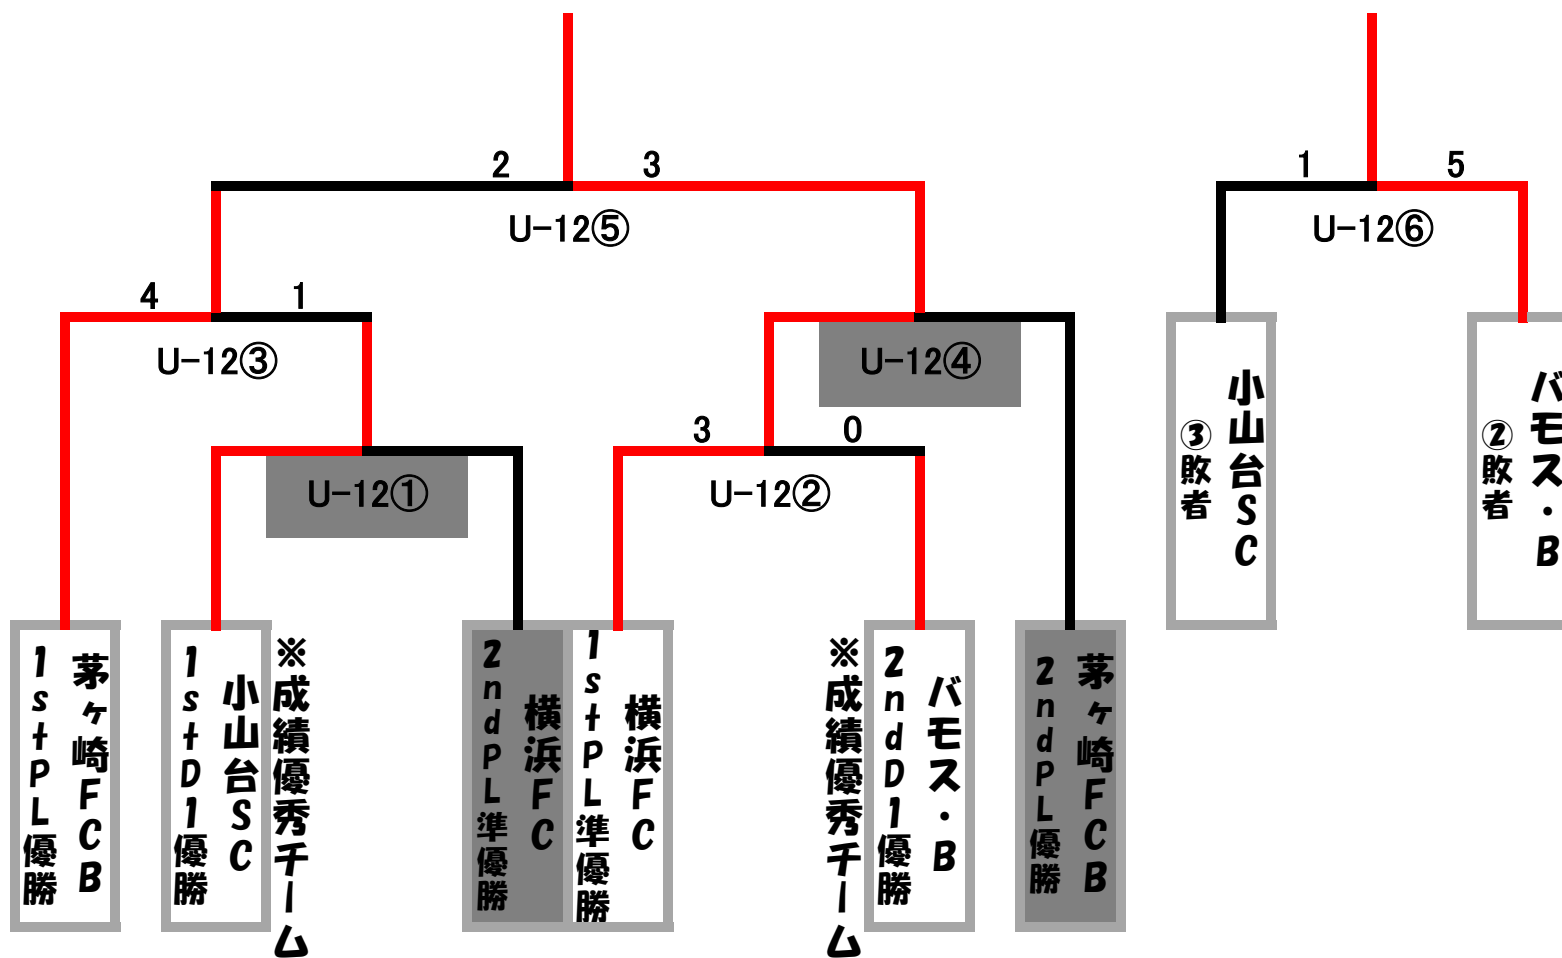 2
3
1
5
U-12⑤
U-12⑥
4
1
U-12③
U-12④
3
0
U-12①
U-12②
小山台SC
③敗者
バモス・B
②敗者
茅ヶ崎FCB
1stPL優勝
※成績優秀チーム
小山台SC
1stD1優勝
横浜FC
2ndPL準優勝
横浜FC
1stPL準優勝
バモス・B
2ndD1優勝
※成績優秀チーム
茅ヶ崎FCB
2ndPL優勝